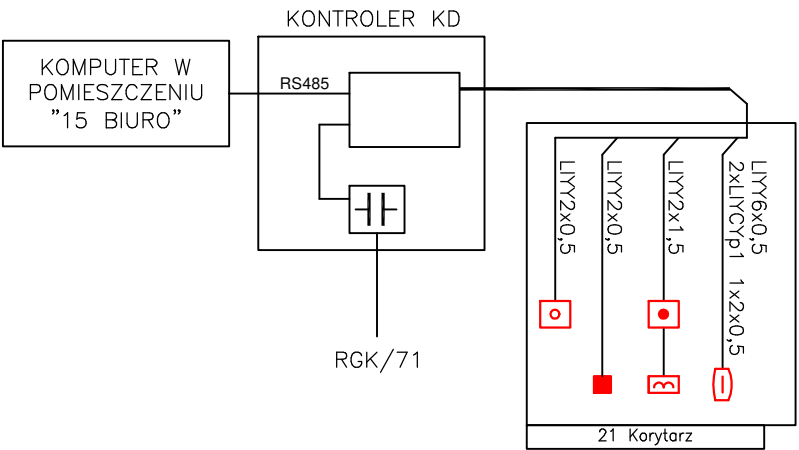 KONTROLER KD
KOMPUTER W
POMIESZCZENIU
"15 BIURO"
RS485
RGK/71
LIYY2x0,5
LIYY2x0,5
LIYY2x1,5
LIYY6x0,5
2xLIYCYp1 1x2x0,5
21 Korytarz